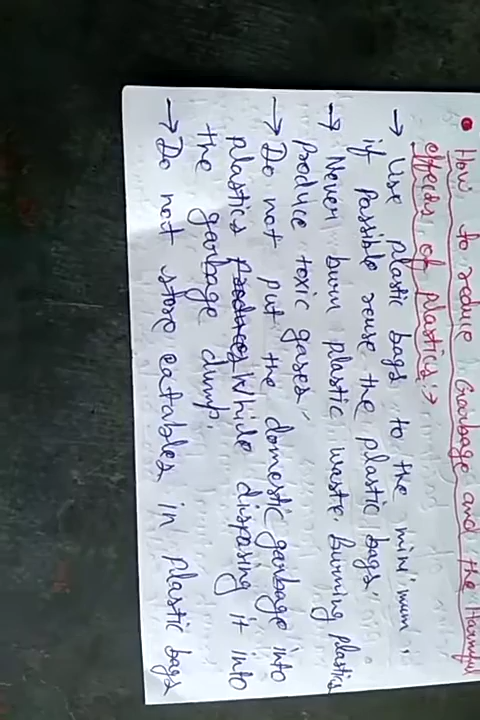 • How to reduce Garbage and the Harmful
effects of plastics:→
→ Use plastic bags to the minimum,
if Possible reuse the plastic bags.
→ Never burn plastic waste. Burning plastics
Produce toxic gases.
→ Do not put the domestic garbage into
plastics While disposing it into
the garbage dump
→ Do not store eatables in Plastic bags